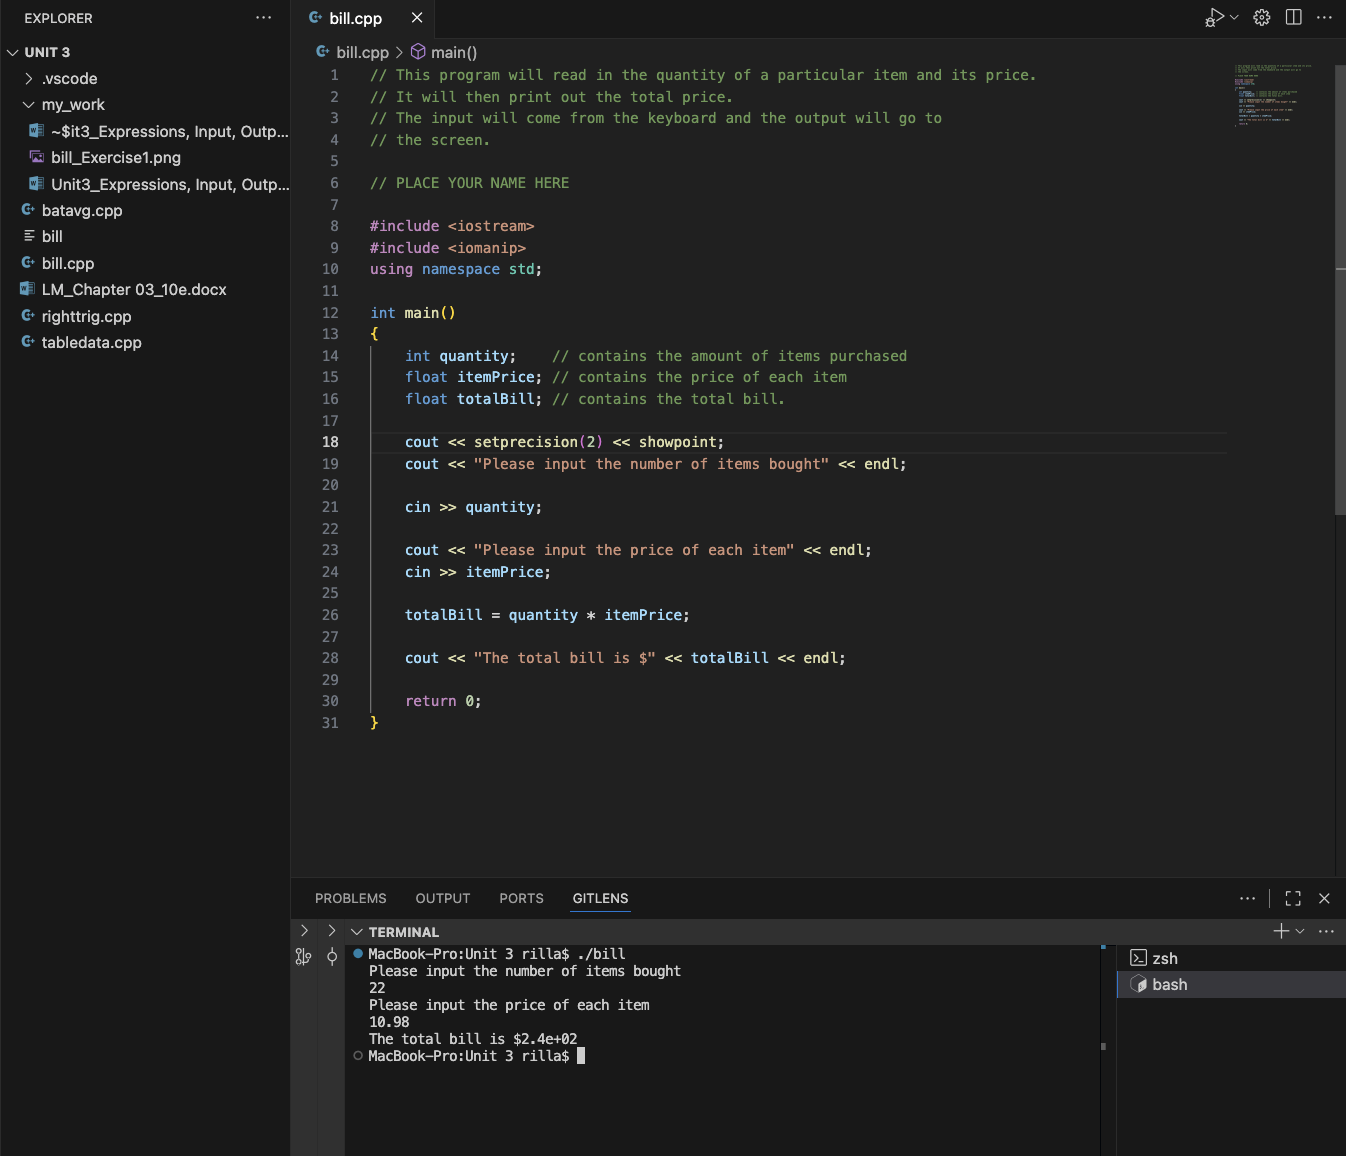 EXPLORER
UNIT 3
.vscode
my_work
~$it3_Expressions, Input, Outp...
bill_Exercise1.png
Unit3_Expressions, Input, Outp...
batavg.cpp
bill
bill.cpp
LM_Chapter 03_10e.docx
righttrig.cpp
tabledata.cpp
bill.cpp
bill.cpp > main()
1 // This program will read in the quantity of a particular item and its price.
2 // It will then print out the total price.
3 // The input will come from the keyboard and the output will go to
4 // the screen.
5
6 // PLACE YOUR NAME HERE
7
8 #include <iostream>
9 #include <iomanip>
10 using namespace std;
11
12 int main()
13 {
14 int quantity; // contains the amount of items purchased
15 float itemPrice; // contains the price of each item
16 float totalBill; // contains the total bill.
17
18 cout << setprecision(2) << showpoint;
19 cout << "Please input the number of items bought" << endl;
20
21 cin >> quantity;
22
23 cout << "Please input the price of each item" << endl;
24 cin >> itemPrice;
25
26 totalBill = quantity * itemPrice;
27
28 cout << "The total bill is $" << totalBill << endl;
29
30 return 0;
31 }
PROBLEMS OUTPUT PORTS GITLENS
TERMINAL
MacBook-Pro:Unit 3 rilla$ ./bill
Please input the number of items bought
22
Please input the price of each item
10.98
The total bill is $2.4e+02
MacBook-Pro:Unit 3 rilla$
zsh
bash